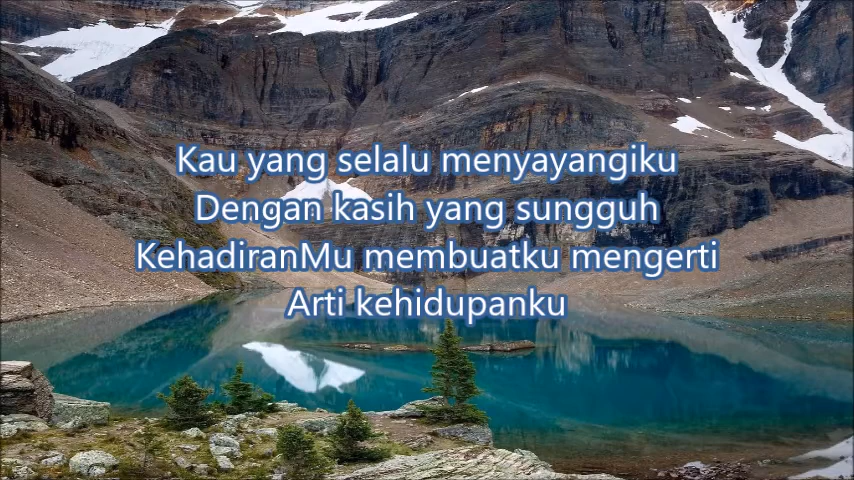 Kau yang selalu menyayangiku
Dengan kasih yang sungguh
KehadiranMu membuatku mengerti
Arti kehidupanku